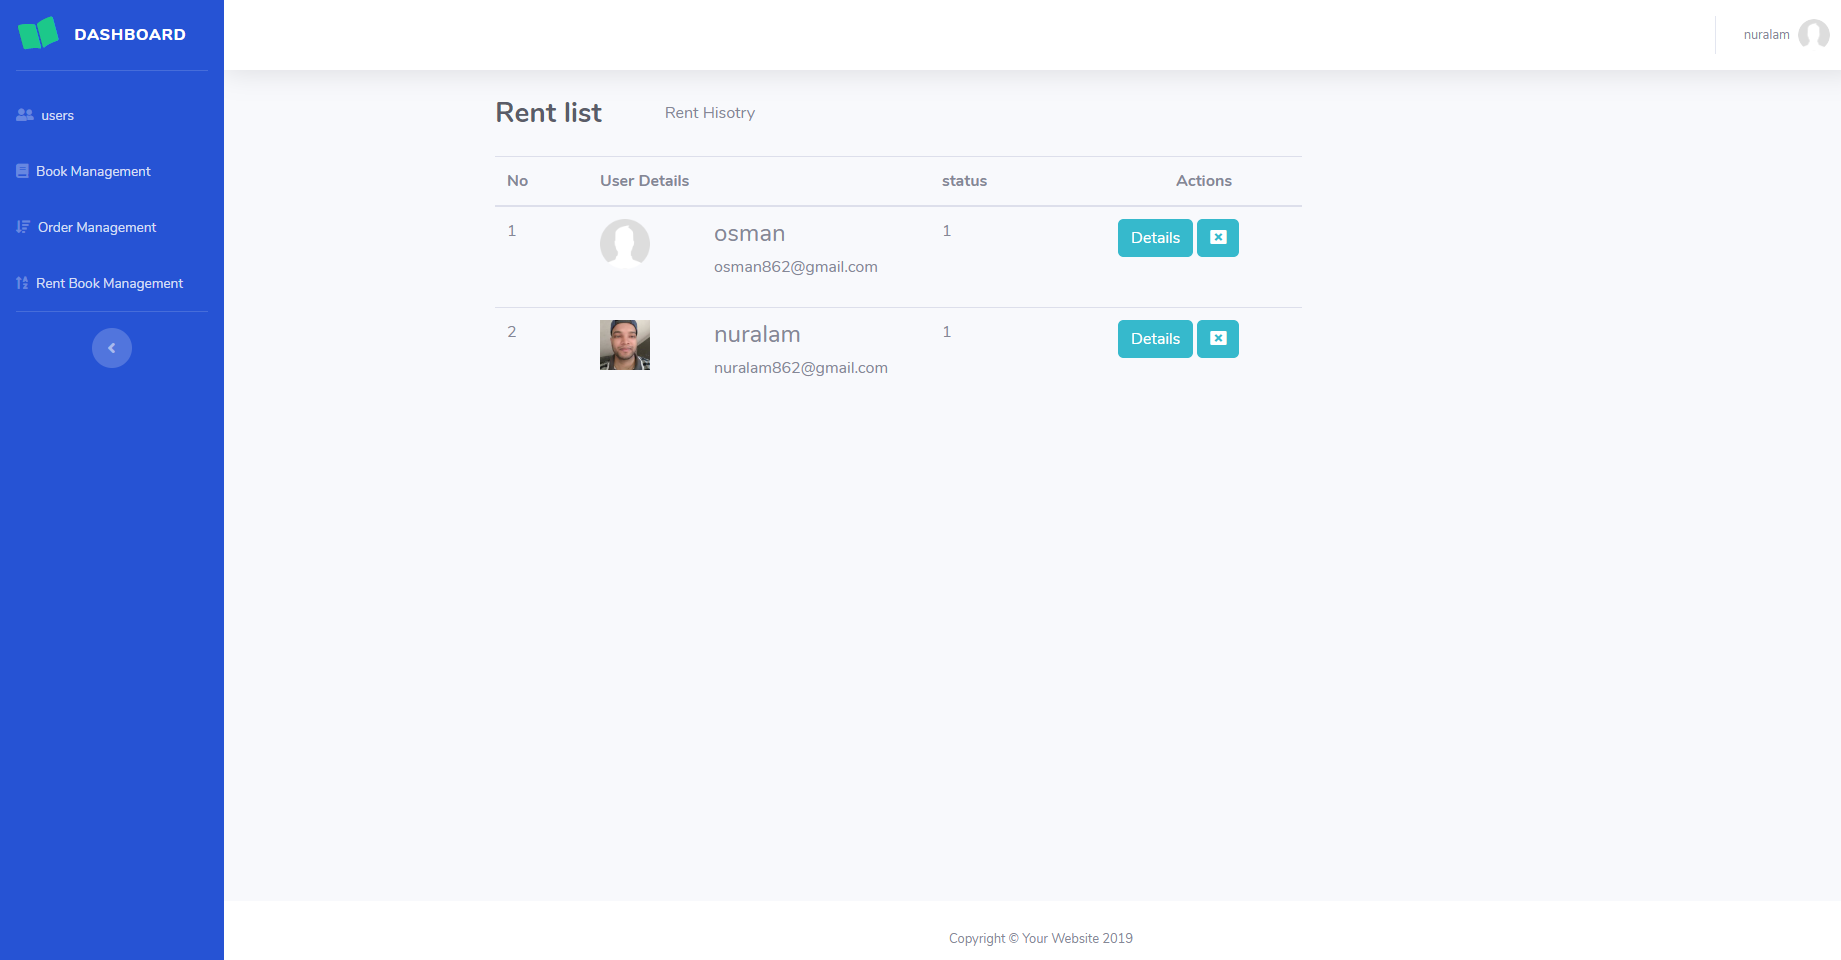 DASHBOARD
nuralam
users
Book Management
Order Management
Rent Book Management
Rent list
Rent Hisotry
No User Details status Actions
1 osman 1 Details
osman862@gmail.com
2 nuralam 1 Details
nuralam862@gmail.com
Copyright © Your Website 2019